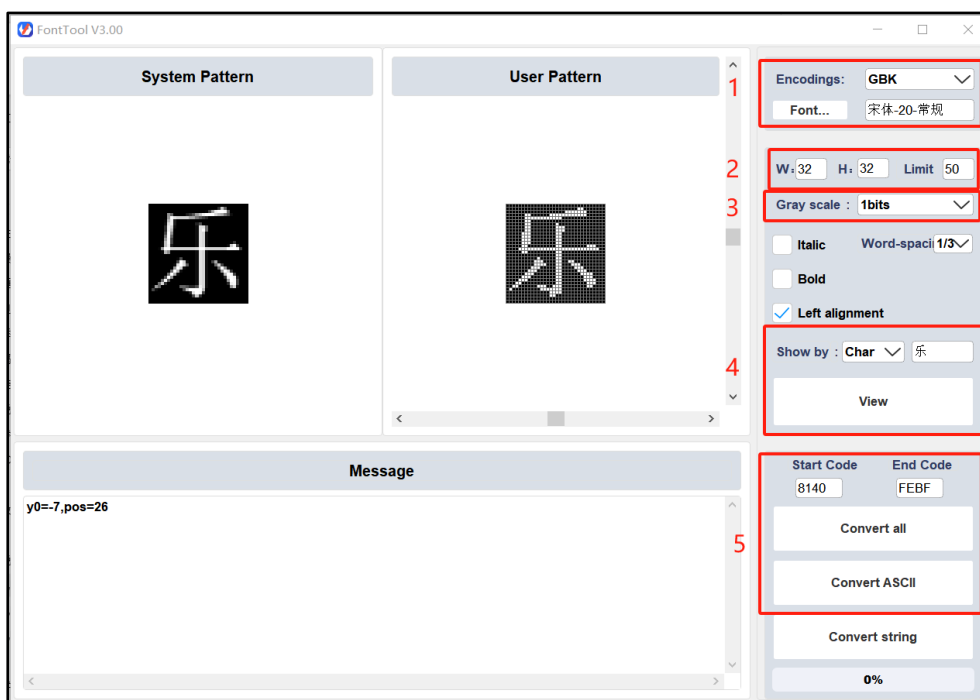 FontTool V3.00
System Pattern
User Pattern
乐
乐
1
2
3
4
5
Encodings: GBK
Font... 宋体-20-常规
W: 32 H: 32 Limit 50
Gray scale : 1bits
Italic Word-spacin 1/3
Bold
Left alignment
Show by : Char 乐
View
Message
y0=-7,pos=26
Start Code End Code
8140 FEBF
Convert all
Convert ASCII
Convert string
0%